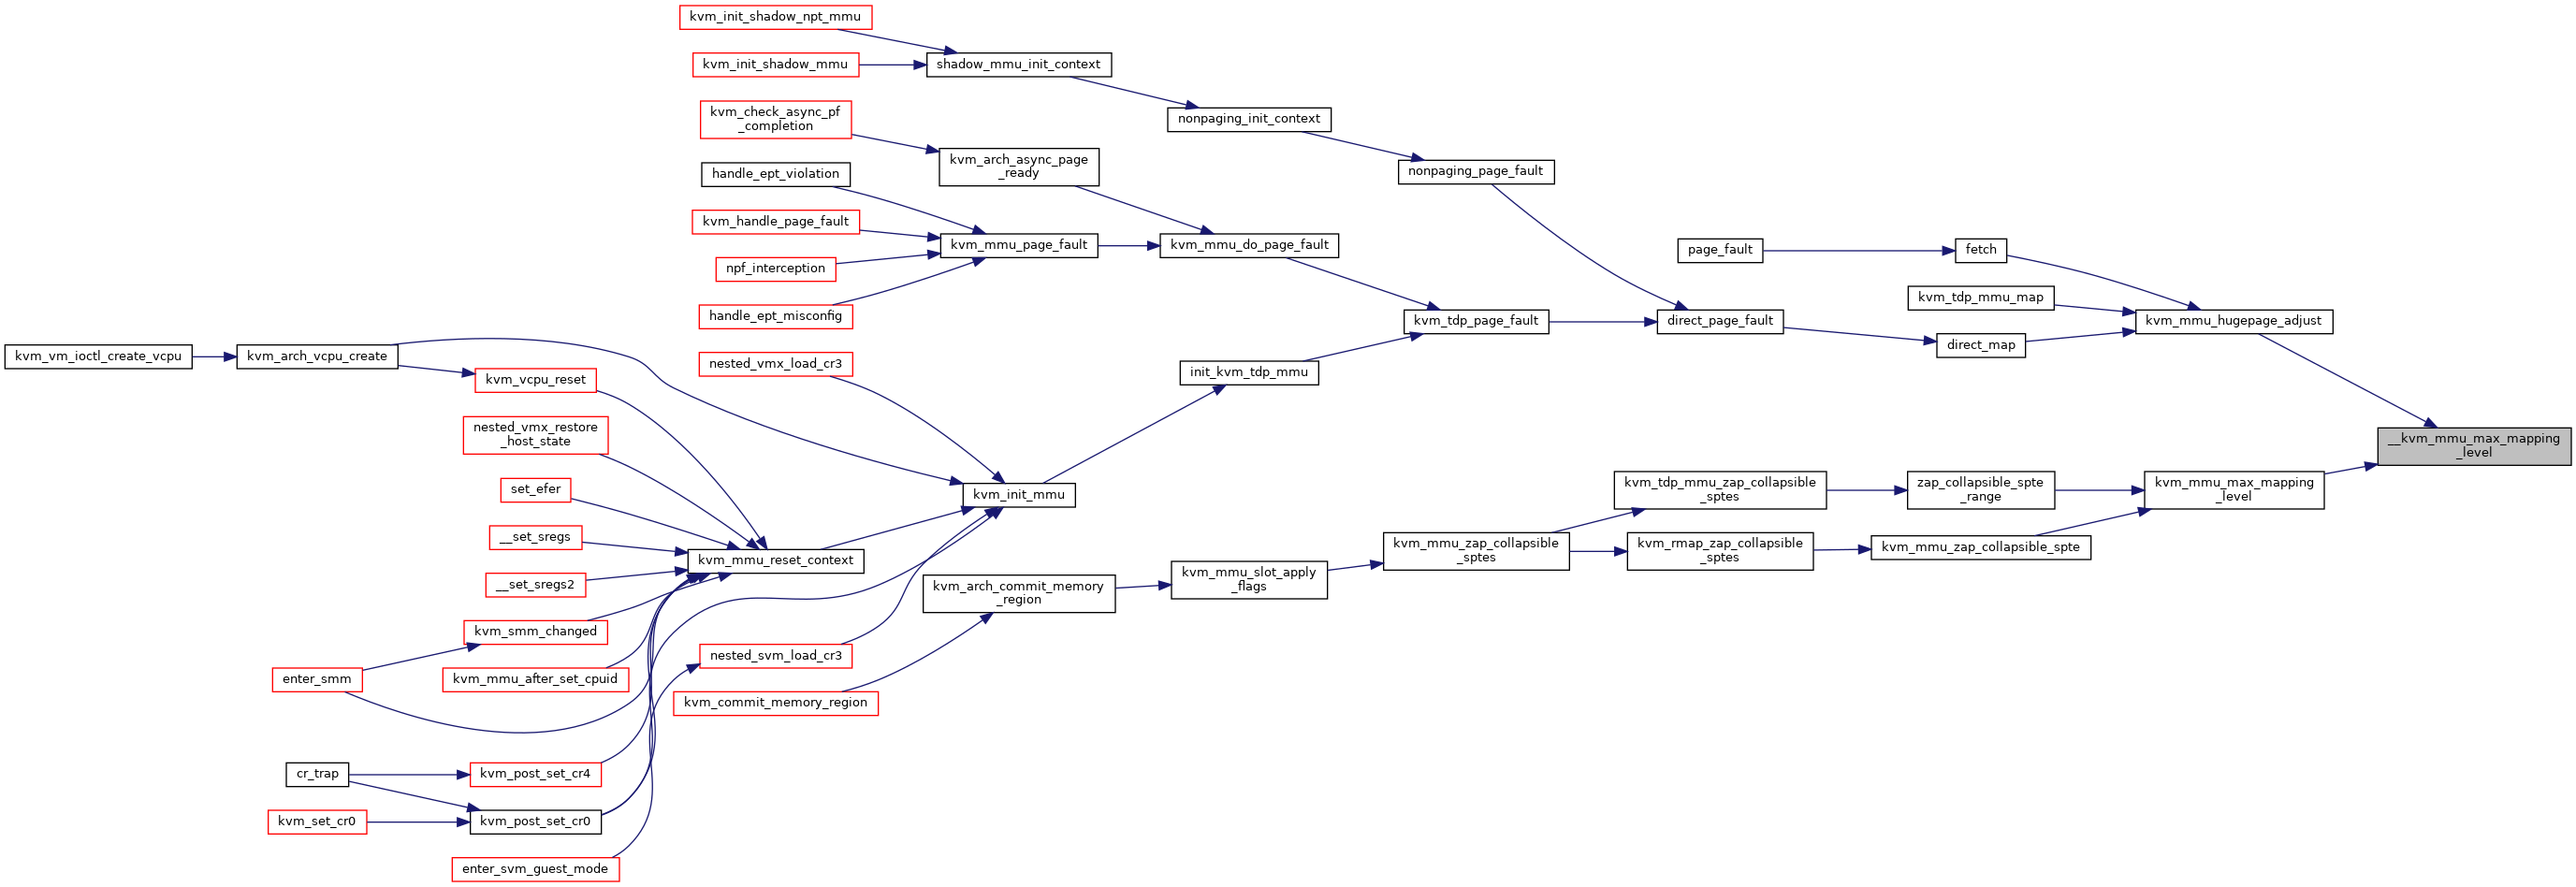 kvm_init_shadow_npt_mmu
kvm_init_shadow_mmu
shadow_mmu_init_context
kvm_check_async_pf
_completion
nonpaging_init_context
kvm_arch_async_page
_ready
handle_ept_violation
nonpaging_page_fault
kvm_handle_page_fault
kvm_mmu_page_fault
kvm_mmu_do_page_fault
page_fault
fetch
npf_interception
kvm_tdp_mmu_map
handle_ept_misconfig
kvm_tdp_page_fault
direct_page_fault
kvm_mmu_hugepage_adjust
direct_map
kvm_vm_ioctl_create_vcpu
kvm_arch_vcpu_create
nested_vmx_load_cr3
init_kvm_tdp_mmu
kvm_vcpu_reset
nested_vmx_restore
_host_state
__kvm_mmu_max_mapping
_level
set_efer
kvm_init_mmu
kvm_tdp_mmu_zap_collapsible
_sptes
zap_collapsible_spte
_range
kvm_mmu_max_mapping
_level
__set_sregs
kvm_mmu_reset_context
kvm_mmu_zap_collapsible
_sptes
kvm_rmap_zap_collapsible
_sptes
kvm_mmu_zap_collapsible_spte
__set_sregs2
kvm_arch_commit_memory
_region
kvm_mmu_slot_apply
_flags
kvm_smm_changed
nested_svm_load_cr3
enter_smm
kvm_mmu_after_set_cpuid
kvm_commit_memory_region
cr_trap
kvm_post_set_cr4
kvm_set_cr0
kvm_post_set_cr0
enter_svm_guest_mode